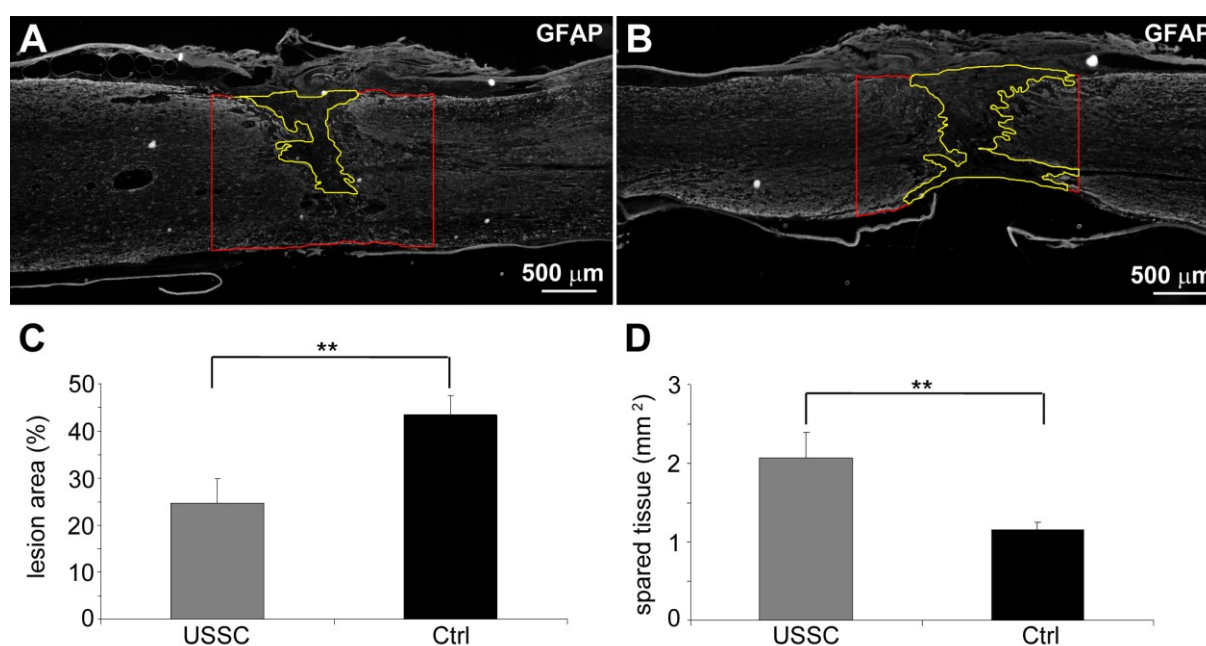 A
GFAP
500 μm
B
GFAP
500 μm
C
**
lesion area (%)
50
40
30
20
10
0
USSC
Ctrl
D
**
spared tissue (mm²)
3
2
1
0
USSC
Ctrl